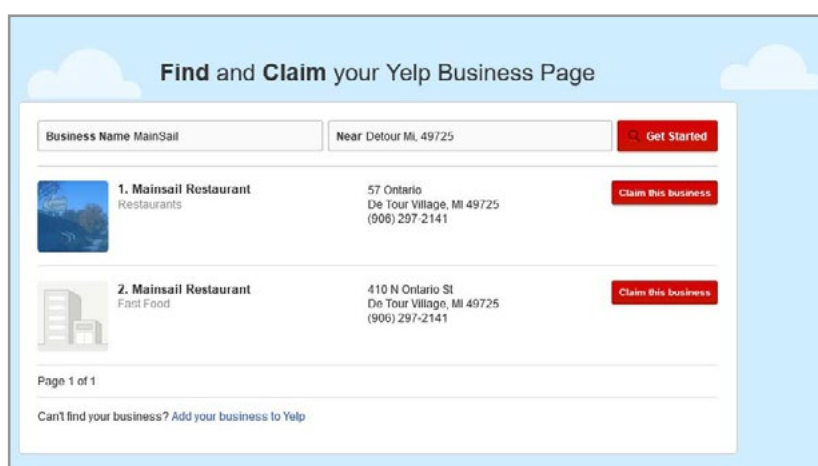 Find and Claim your Yelp Business Page
Business Name MainSail
Near Detour Mi, 49725
Get Started
1. Mainsail Restaurant
Restaurants
57 Ontario
De Tour Village, MI 49725
(906) 297-2141
Claim this business
2. Mainsail Restaurant
Fast Food
410 N Ontario St
De Tour Village, MI 49725
(906) 297-2141
Claim this business
Page 1 of 1
Can't find your business? Add your business to Yelp